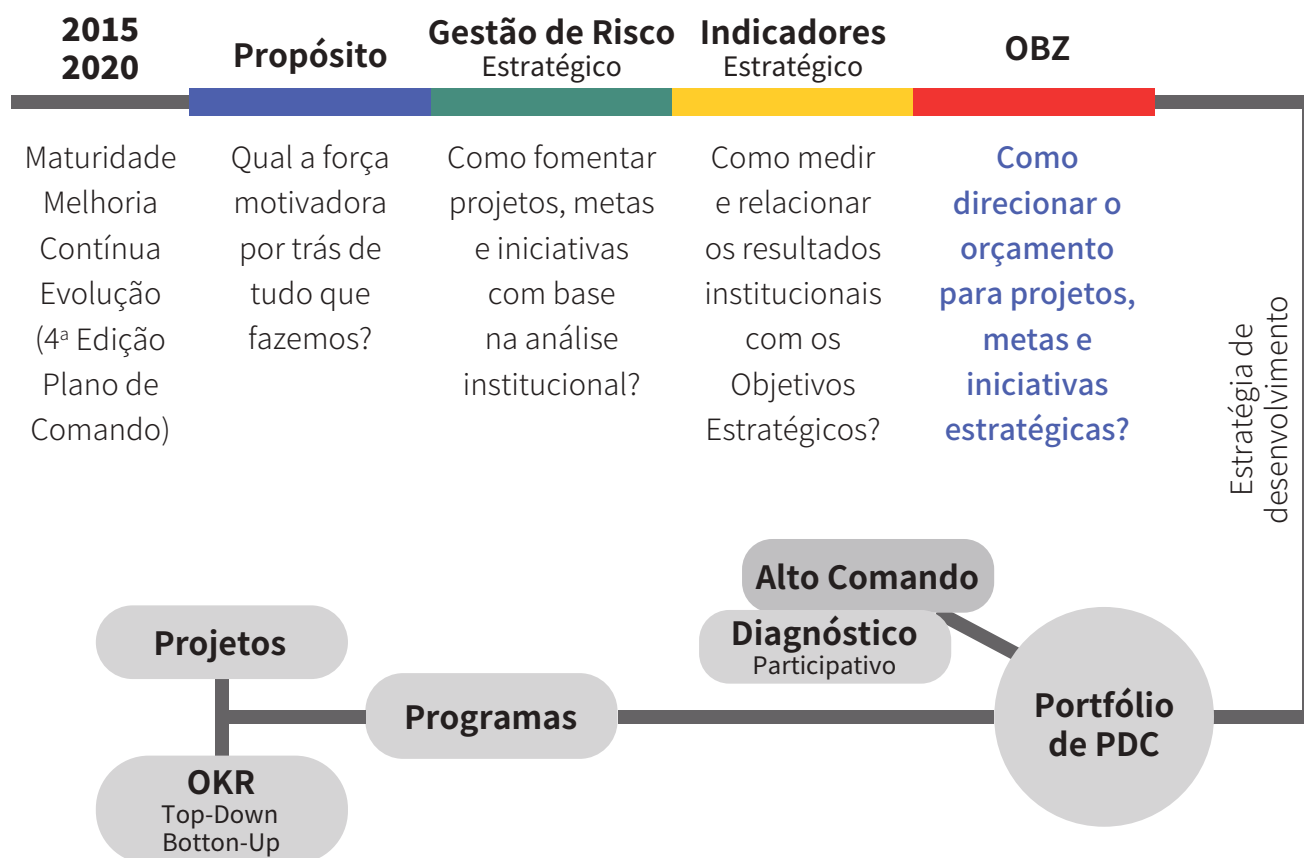 2015
2020
Propósito
Gestão de Risco
Estratégico
Indicadores
Estratégico
OBZ
Maturidade
Melhoria
Contínua
Evolução
(4ª Edição
Plano de
Comando)
Qual a força
motivadora
por trás de
tudo que
fazemos?
Como fomentar
projetos, metas
e iniciativas
com base
na análise
institucional?
Como medir
e relacionar
os resultados
institucionais
com os
Objetivos
Estratégicos?
Como
direcionar o
orçamento
para projetos,
metas e
iniciativas
estratégicas?
Estratégia de
desenvolvimento
Alto Comando
Diagnóstico
Participativo
Portfólio
de PDC
Programas
Projetos
OKR
Top-Down
Botton-Up